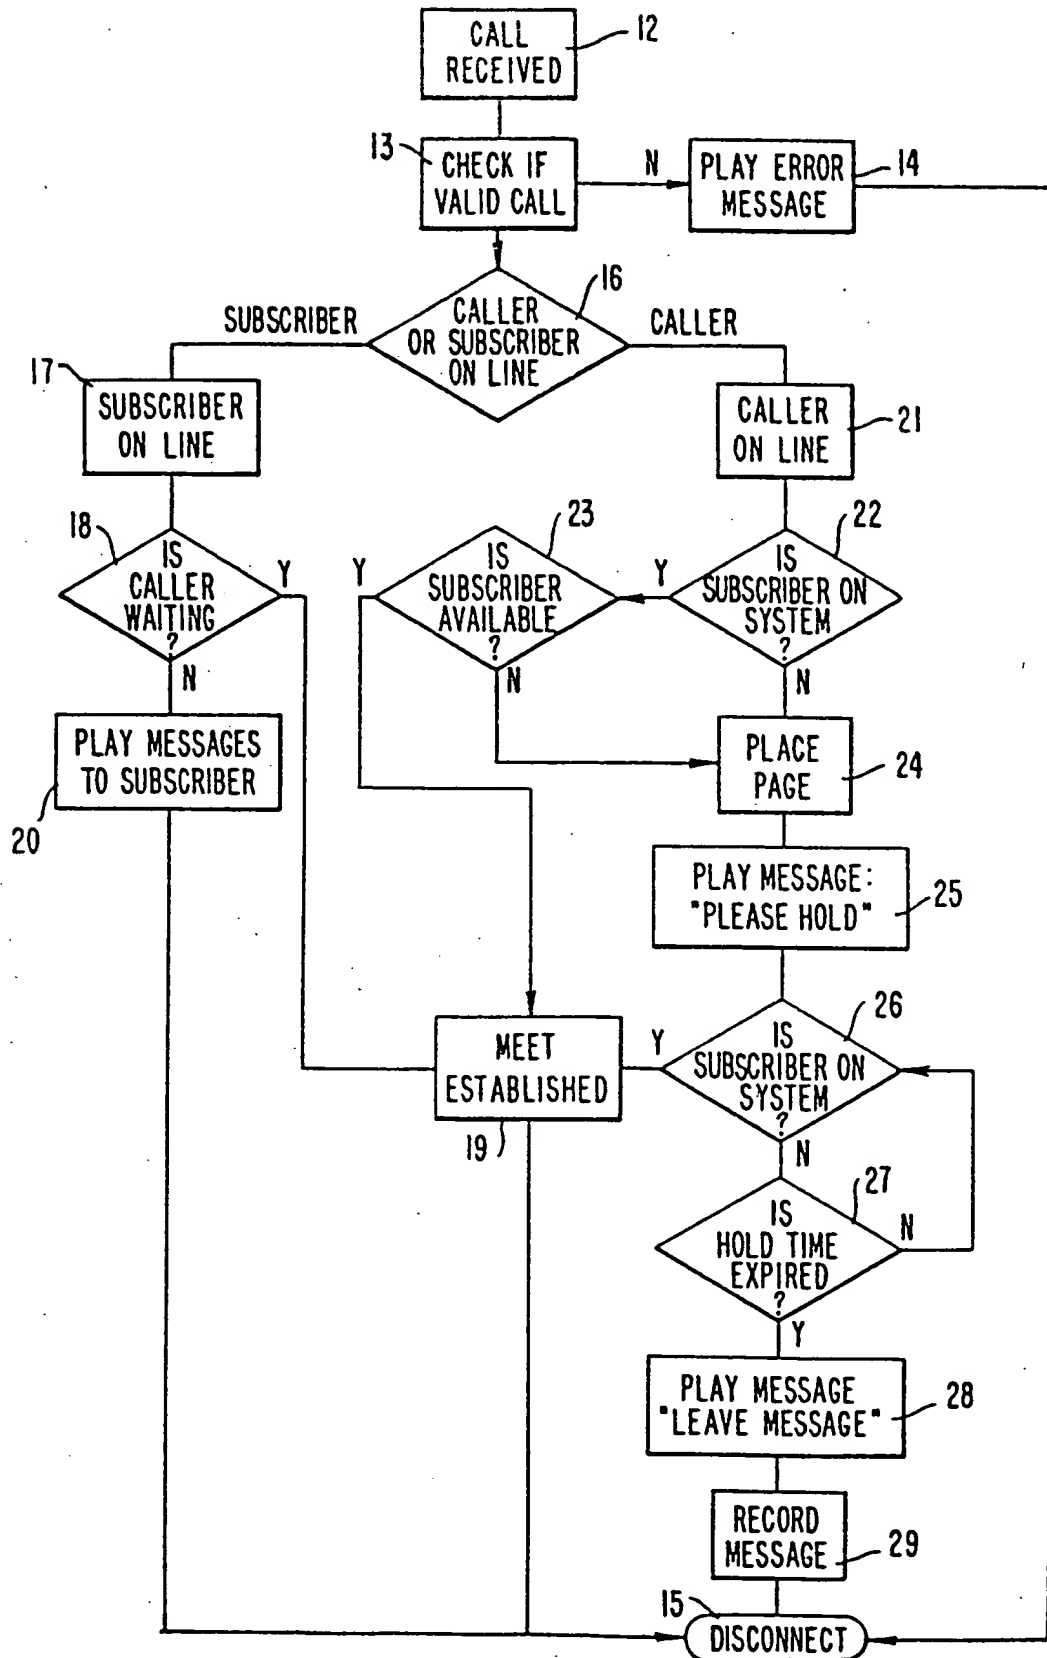 CALL
RECEIVED
12
13
CHECK IF
VALID CALL
N
PLAY ERROR
MESSAGE
14
16
CALLER
OR SUBSCRIBER
ON LINE
SUBSCRIBER
CALLER
17
SUBSCRIBER
ON LINE
CALLER
ON LINE
21
18
IS
CALLER
WAITING
?
Y
N
23
IS
SUBSCRIBER
AVAILABLE
?
Y
N
22
IS
SUBSCRIBER ON
SYSTEM
?
Y
N
PLAY MESSAGES
TO SUBSCRIBER
20
PLACE
PAGE
24
PLAY MESSAGE:
"PLEASE HOLD"
25
MEET
ESTABLISHED
19
26
IS
SUBSCRIBER ON
SYSTEM
?
Y
N
27
IS
HOLD TIME
EXPIRED
?
N
Y
PLAY MESSAGE
"LEAVE MESSAGE"
28
RECORD
MESSAGE
29
15
DISCONNECT